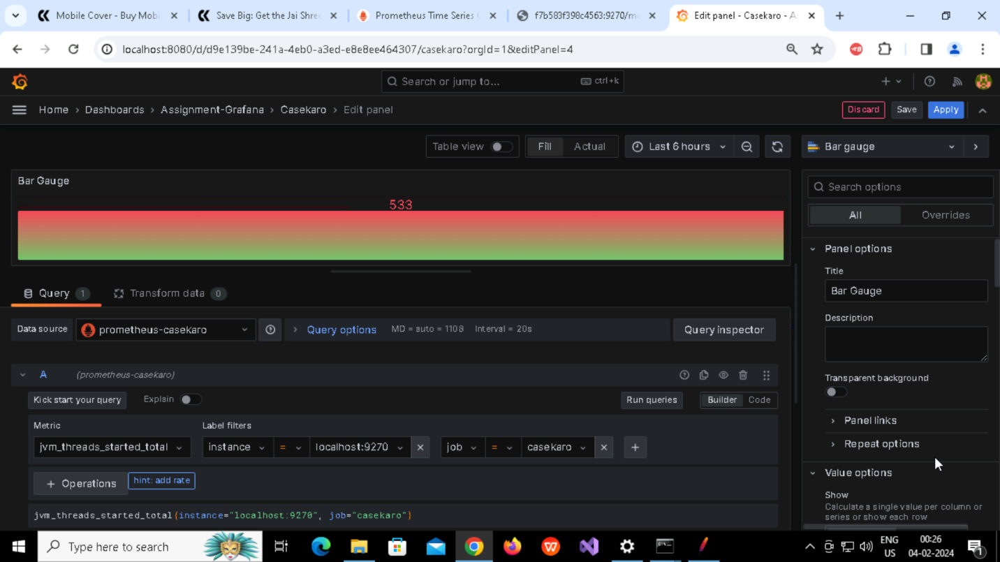 Mobile Cover - Buy Mobi
Save Big: Get the Jai Shre
Prometheus Time Series
f7b583f398c4563:9270/me
Edit panel - Casekaro - A
localhost:8080/d/d9e139be-241a-4eb0-a3ed-e8e8ee464307/casekaro?orgId=1&editPanel=4
Search or jump to...
ctrl+k
Home › Dashboards › Assignment-Grafana › Casekaro › Edit panel
Discard
Save
Apply
Table view
Fill
Actual
Last 6 hours
Bar gauge
Bar Gauge
533
Search options
All
Overrides
Panel options
Title
Bar Gauge
Description
Transparent background
Panel links
Repeat options
Value options
Show
Calculate a single value per column or
series or show each row
Query 1
Transform data 0
Data source
prometheus-casekaro
Query options
MD = auto = 1108
Interval = 20s
Query inspector
A
(prometheus-casekaro)
Kick start your query
Explain
Run queries
Builder
Code
Metric
Label filters
jvm_threads_started_total
instance
=
localhost:9270
job
=
casekaro
+ Operations
hint: add rate
jvm_threads_started_total{instance="localhost:9270", job="casekaro"}
Type here to search
ENG
US
00:26
04-02-2024
1